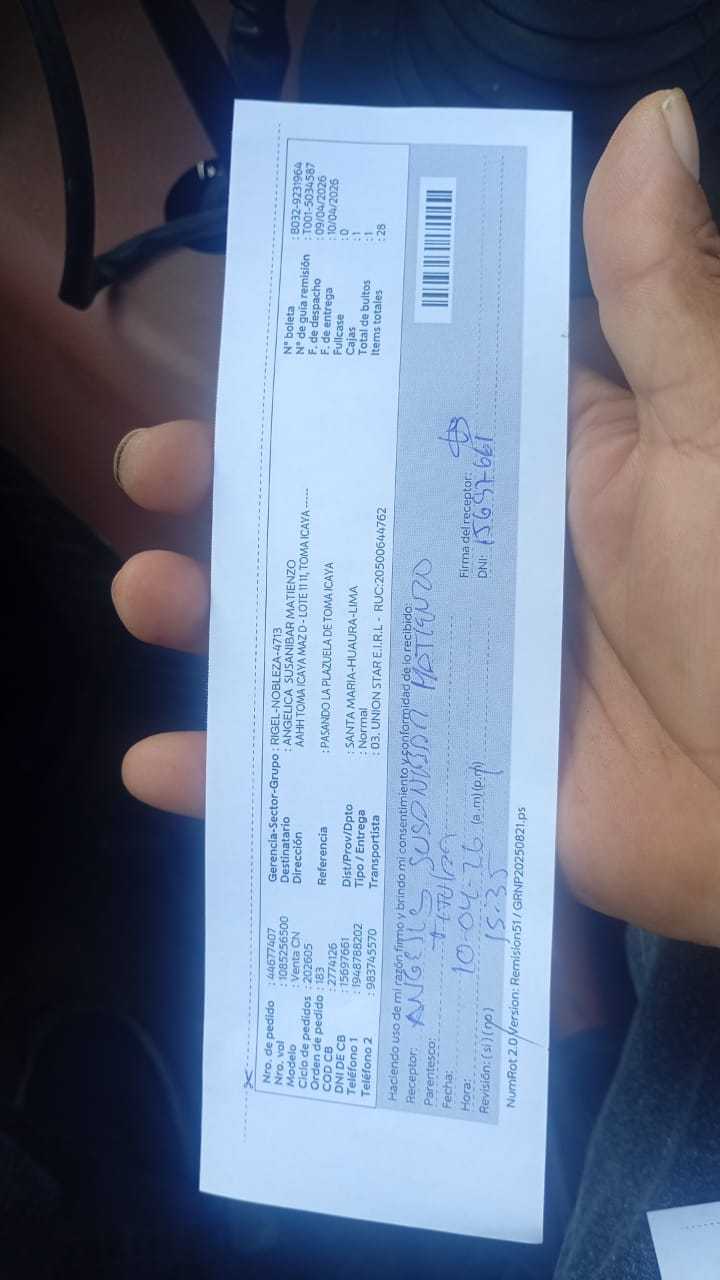 Nro. de pedido : 44677407
Nro. vol : 1085256500
Modelo : Venta CN
Ciclo de pedidos : 202605
Orden de pedido : 183
COD CB : 2774126
DNI DE CB : 15697661
Teléfono 1 : 1948788202
Teléfono 2 : 983745570
Gerencia-Sector-Grupo : RIGEL-NOBLEZA-4713
Destinatario : ANGELICA SUSANIBAR MATIENZO
Dirección : AAHH TOMA ICAYA MAZ D - LOTE 11 11, TOMA ICAYA -----
Referencia : PASANDO LA PLAZUELA DE TOMA ICAYA
Dist/Prov/Dpto : SANTA MARIA-HUAURA-LIMA
Tipo / Entrega : Normal
Transportista : 03. UNION STAR E.I.R.L - RUC:20500644762
N° boleta : B032-9231964
N° de guía remisión : T001-5034587
F. de despacho : 09/04/2026
F. de entrega : 10/04/2026
Fullcase : 0
Cajas : 1
Total de bultos : 1
Items totales : 28
Haciendo uso de mi razón firmo y brindo mi consentimiento y conformidad de lo recibido:
Receptor: SUSANIBAR MATIENZO
Parentesco:
Fecha: 10-04-26
Hora: 15:35 (a.m)(p.m)
Revisión: (si)(no)
Firma del receptor:
DNI: 15697661
NumRot 2.0 /Version: Remision51 / GRNP20250821.ps